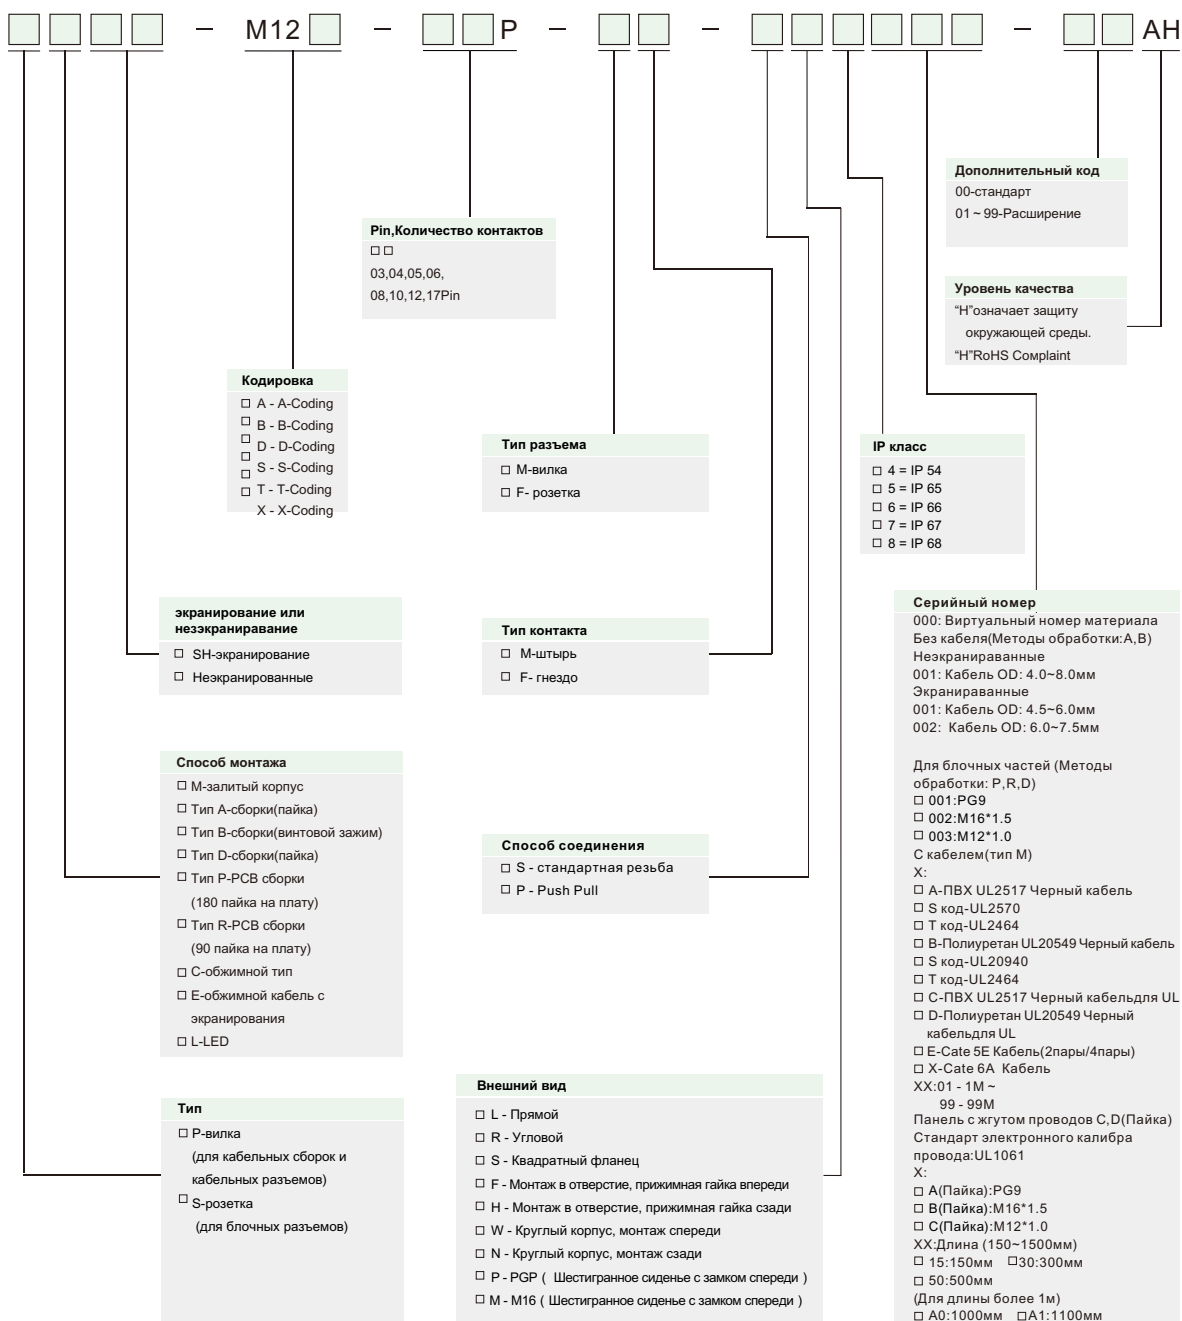 — M12 — P — — — АН
Дополнительный код
00-стандарт
01 ~ 99-Расширение
Pin,Количество контактов
03,04,05,06,
08,10,12,17Pin
Уровень качества
“H”означает защиту
окружающей среды.
“H”RoHS Complaint
Кодировка
A - A-Coding
B - B-Coding
D - D-Coding
S - S-Coding
T - T-Coding
X - X-Coding
Тип разъема
М-вилка
F- розетка
IP класс
4 = IP 54
5 = IP 65
6 = IP 66
7 = IP 67
8 = IP 68
экранирование или
незэкраниравание
SH-экранирование
Неэкранированные
Тип контакта
М-штырь
F- гнездо
Способ монтажа
М-залитый корпус
Тип А-сборки(пайка)
Тип B-сборки(винтовой зажим)
Тип D-сборки(пайка)
Тип P-PCB сборки
(180 пайка на плату)
Тип R-PCB сборки
(90 пайка на плату)
С-обжимной тип
Е-обжимной кабель с
экранирования
L-LED
Способ соединения
S - стандартная резьба
P - Push Pull
Тип
P-вилка
(для кабельных сборок и
кабельных разъемов)
S-розетка
(для блочных разъемов)
Внешний вид
L - Прямой
R - Угловой
S - Квадратный фланец
F - Монтаж в отверстие, прижимная гайка впереди
H - Монтаж в отверстие, прижимная гайка сзади
W - Круглый корпус, монтаж спереди
N - Круглый корпус, монтаж сзади
P - PGP ( Шестигранное сиденье с замком спереди )
M - M16 ( Шестигранное сиденье с замком спереди )
Серийный номер
000: Виртуальный номер материала
Без кабеля(Методы обработки:A,B)
Неэкранираванные
001: Кабель OD: 4.0~8.0мм
Экранираванные
001: Кабель OD: 4.5~6.0мм
002: Кабель OD: 6.0~7.5мм
Для блочных частей (Методы
обработки: P,R,D)
001:PG9
002:M16*1.5
003:M12*1.0
С кабелем(тип М)
X:
A-ПВХ UL2517 Черный кабель
S код-UL2570
T код-UL2464
B-Полиуретан UL20549 Черный кабель
S код-UL20940
T код-UL2464
C-ПВХ UL2517 Черный кабельдля UL
D-Полиуретан UL20549 Черный
кабельдля UL
E-Cate 5E Кабель(2пары/4пары)
X-Cate 6A Кабель
XX:01 - 1M ~
99 - 99M
Панель с жгутом проводов C,D(Пайка)
Стандарт электронного калибра
провода:UL1061
X:
A(Пайка):PG9
B(Пайка):M16*1.5
C(Пайка):M12*1.0
XX:Длина (150~1500мм)
15:150мм 30:300мм
50:500мм
(Для длины более 1м)
A0:1000мм A1:1100мм